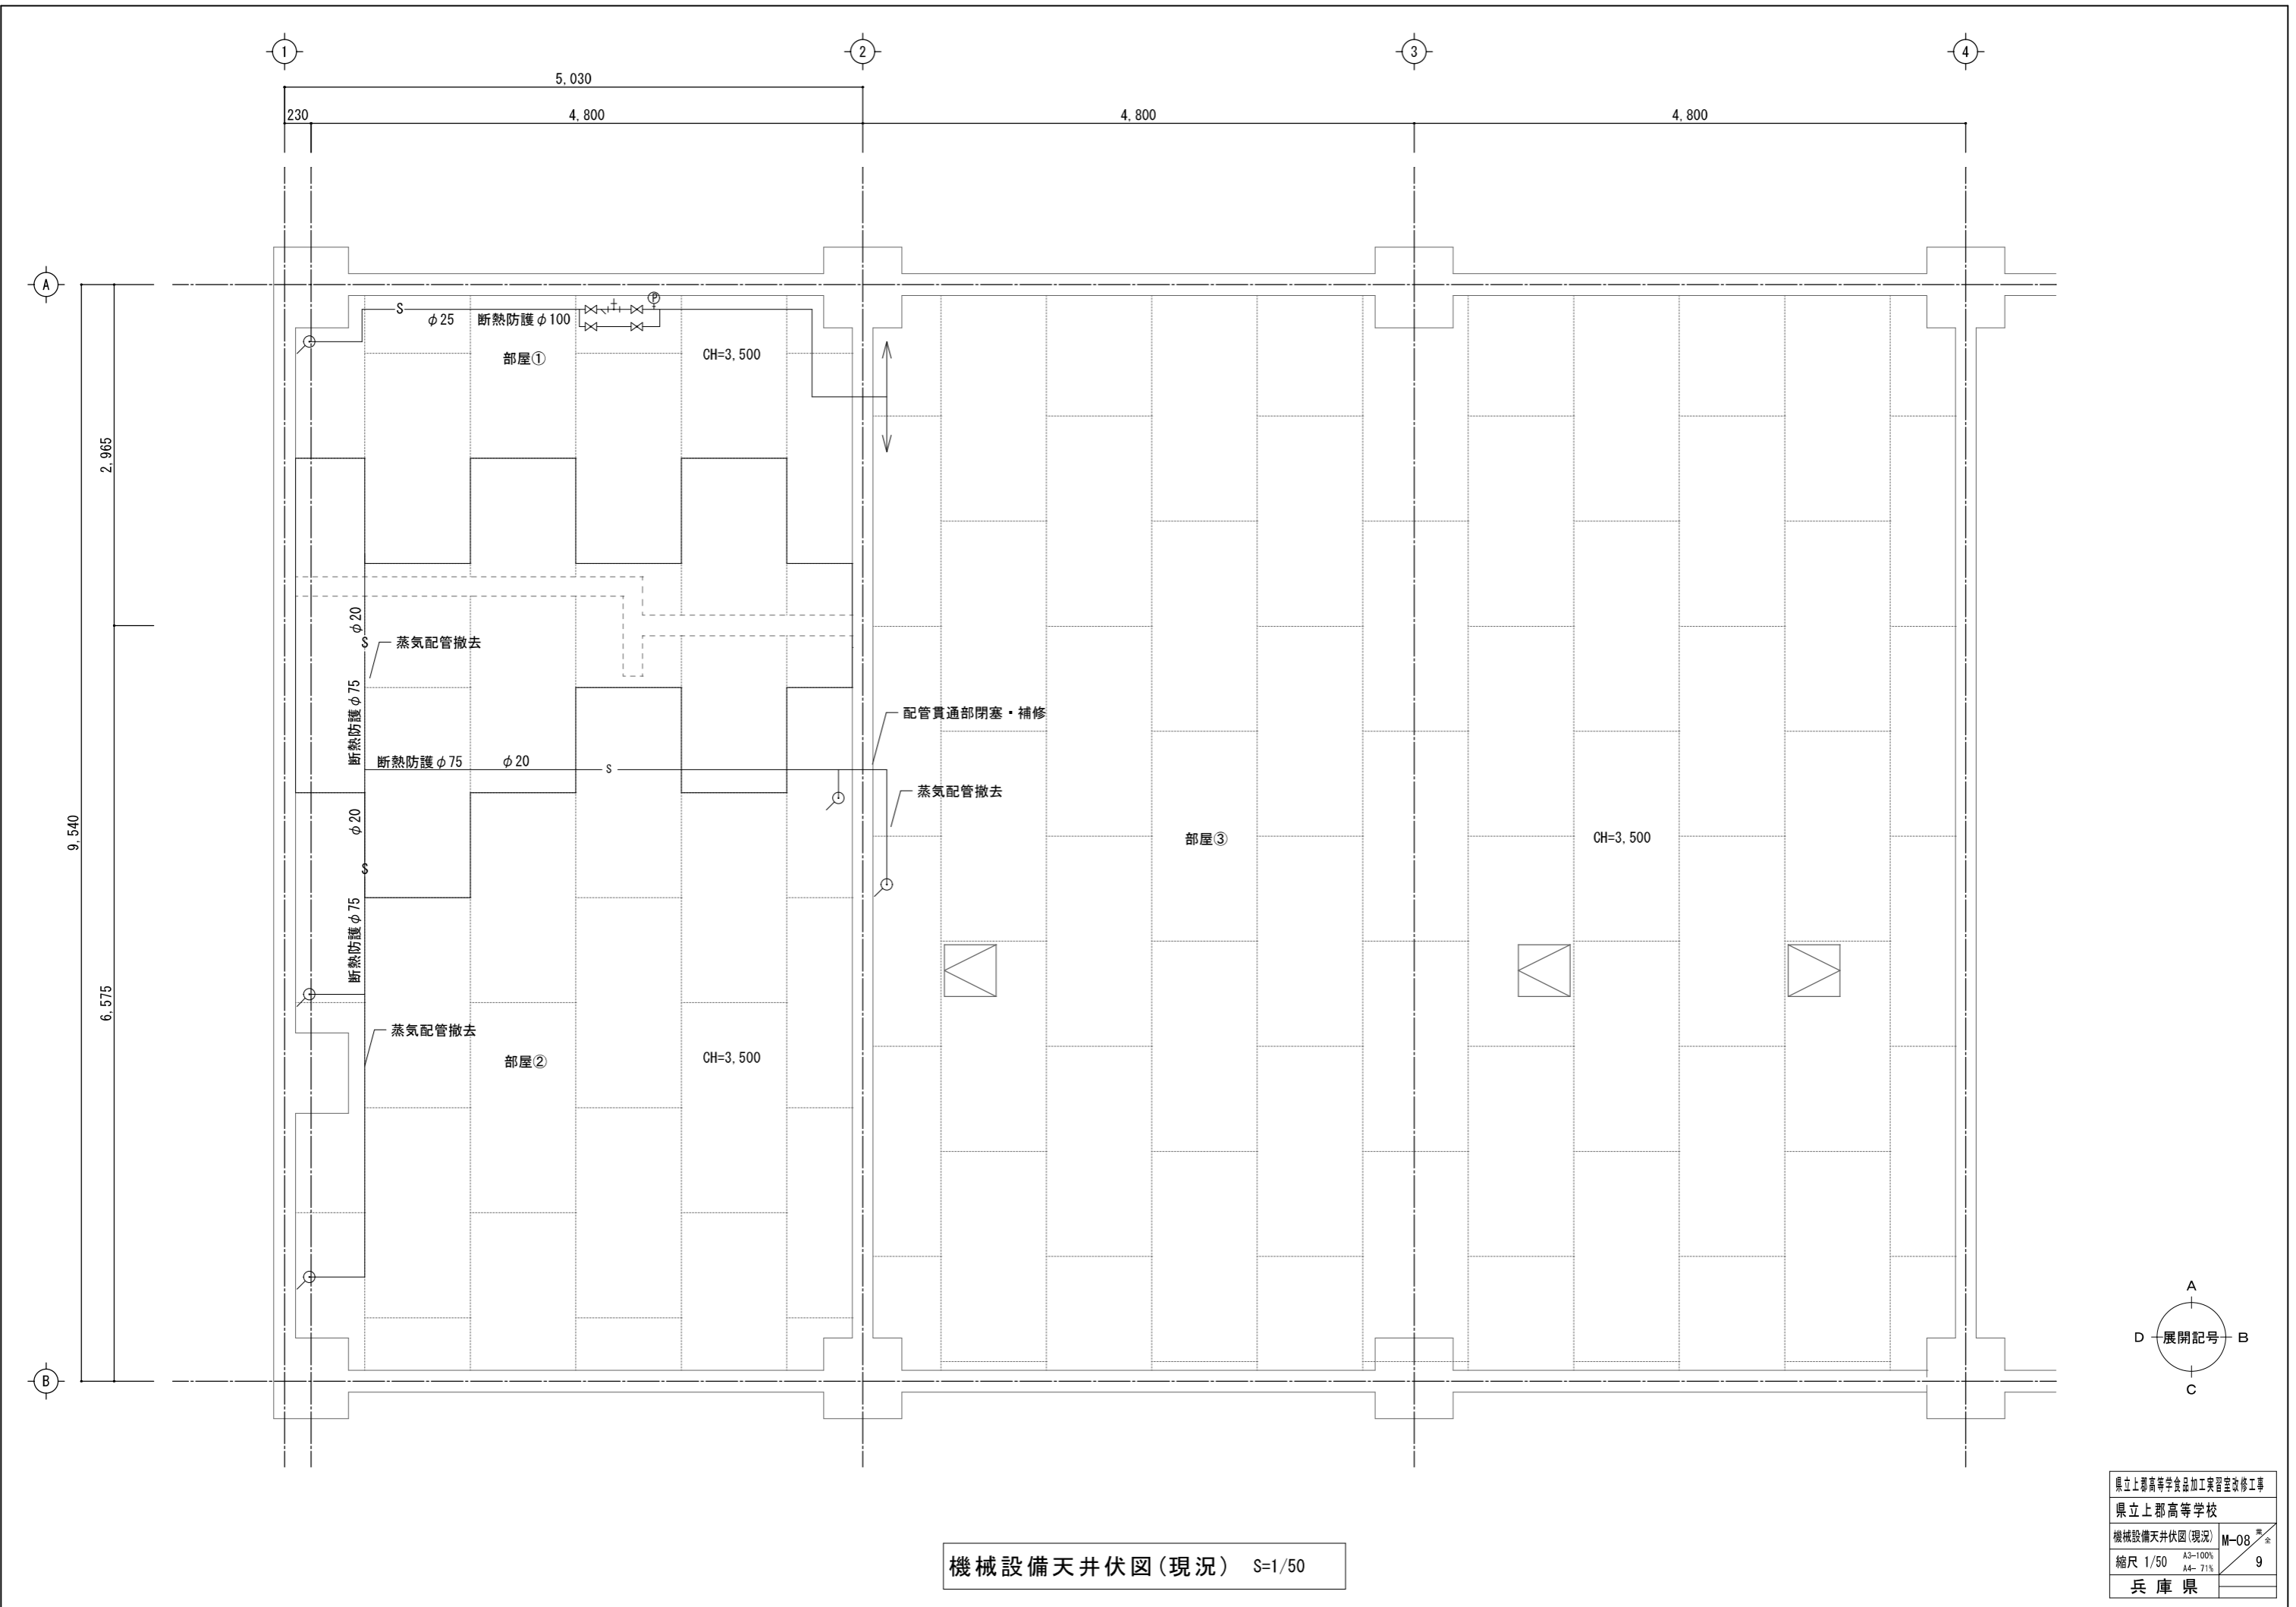 1
2
3
4
5,030
230
4,800
4,800
4,800
A
S
φ25
断熱防護φ100
P
部屋①
CH=3,500
2,965
φ20
S
蒸気配管撤去
断熱防護φ75
配管貫通部閉塞・補修
断熱防護φ75
φ20
S
蒸気配管撤去
9,540
φ20
部屋③
CH=3,500
S
断熱防護φ75
6,575
蒸気配管撤去
部屋②
CH=3,500
B
A
D
展開記号
B
C
県立上郡高等学食品加工実習室改修工事
県立上郡高等学校
機械設備天井伏図(現況)
M-08
葉
全
縮尺 1/50
A3-100%
A4- 71%
9
兵庫県
機械設備天井伏図(現況) S=1/50